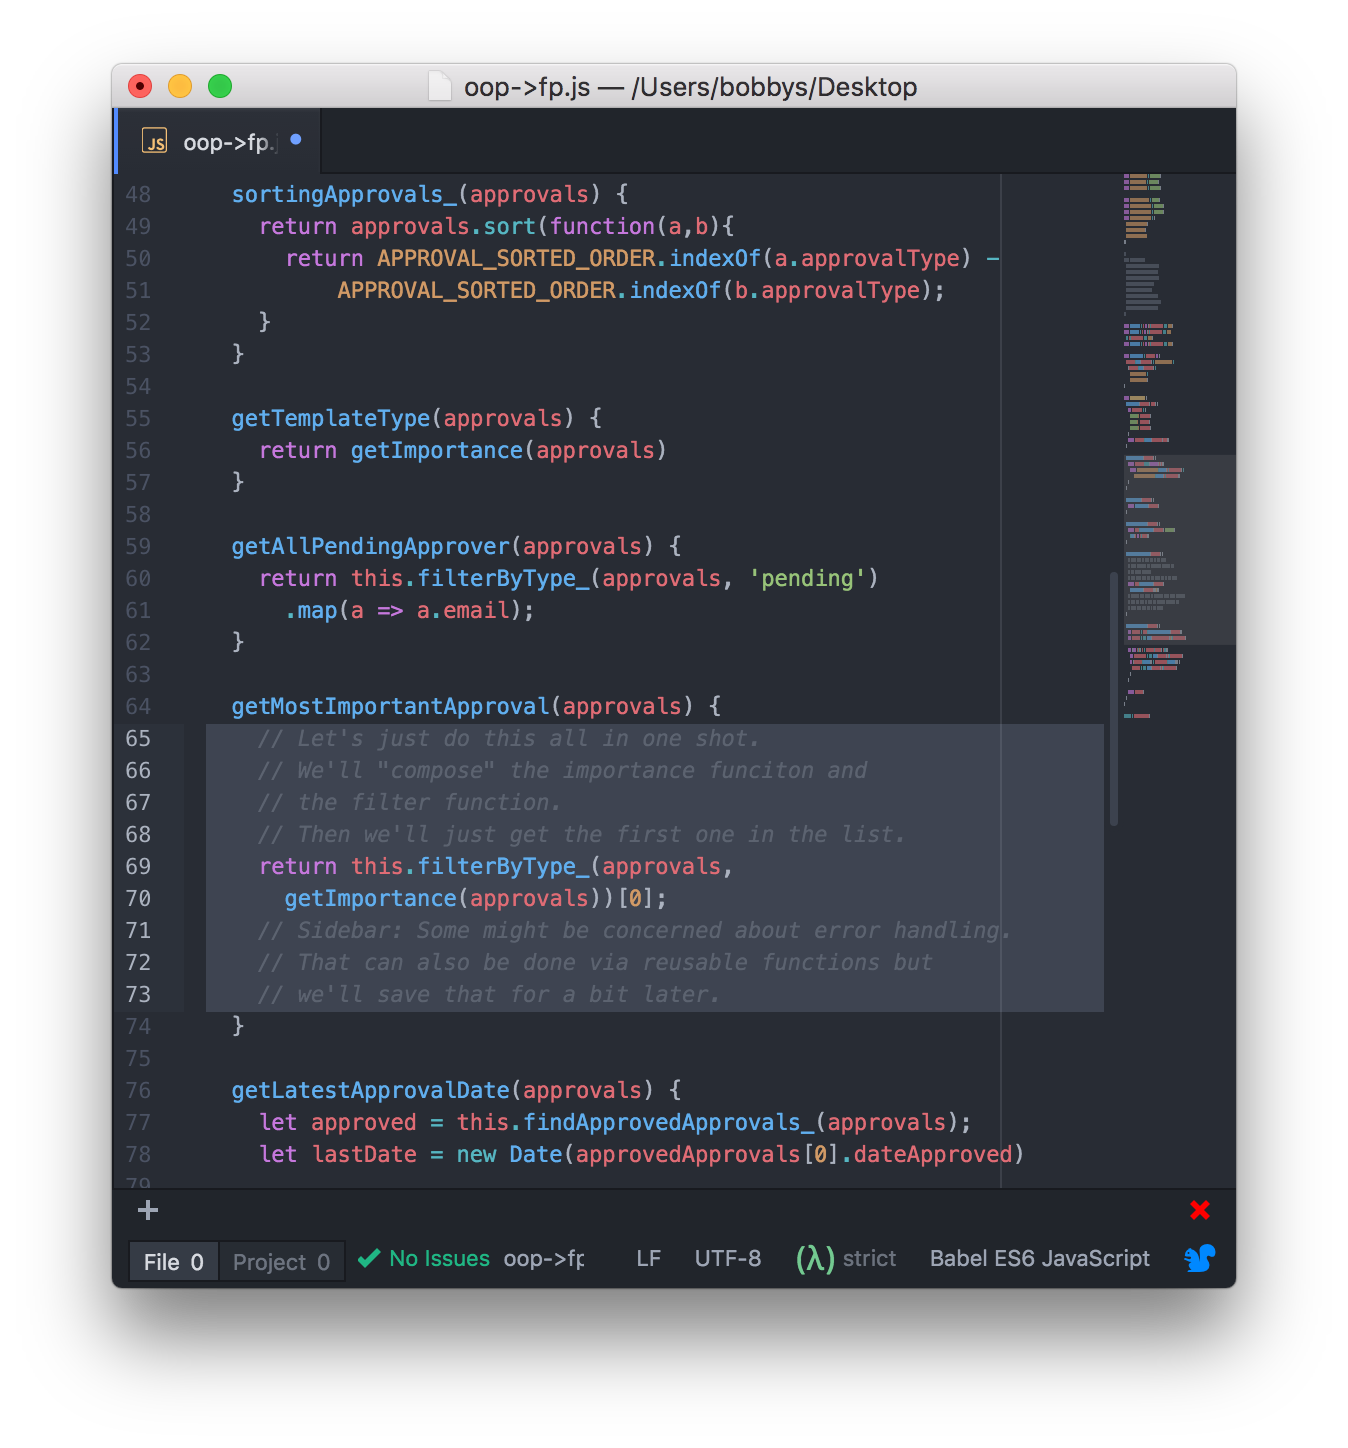 oop->fp.js — /Users/bobbys/Desktop
JS oop->fp.j
48 sortingApprovals_(approvals) {
49 return approvals.sort(function(a,b){
50 return APPROVAL_SORTED_ORDER.indexOf(a.approvalType) -
51 APPROVAL_SORTED_ORDER.indexOf(b.approvalType);
52 }
53 }
54
55 getTemplateType(approvals) {
56 return getImportance(approvals)
57 }
58
59 getAllPendingApprover(approvals) {
60 return this.filterByType_(approvals, 'pending')
61 .map(a => a.email);
62 }
63
64 getMostImportantApproval(approvals) {
65 // Let's just do this all in one shot.
66 // We'll "compose" the importance funciton and
67 // the filter function.
68 // Then we'll just get the first one in the list.
69 return this.filterByType_(approvals,
70 getImportance(approvals))[0];
71 // Sidebar: Some might be concerned about error handling.
72 // That can also be done via reusable functions but
73 // we'll save that for a bit later.
74 }
75
76 getLatestApprovalDate(approvals) {
77 let approved = this.findApprovedApprovals_(approvals);
78 let lastDate = new Date(approvedApprovals[0].dateApproved)
79
File 0 Project 0 No Issues oop->fp LF UTF-8 (λ) strict Babel ES6 JavaScript